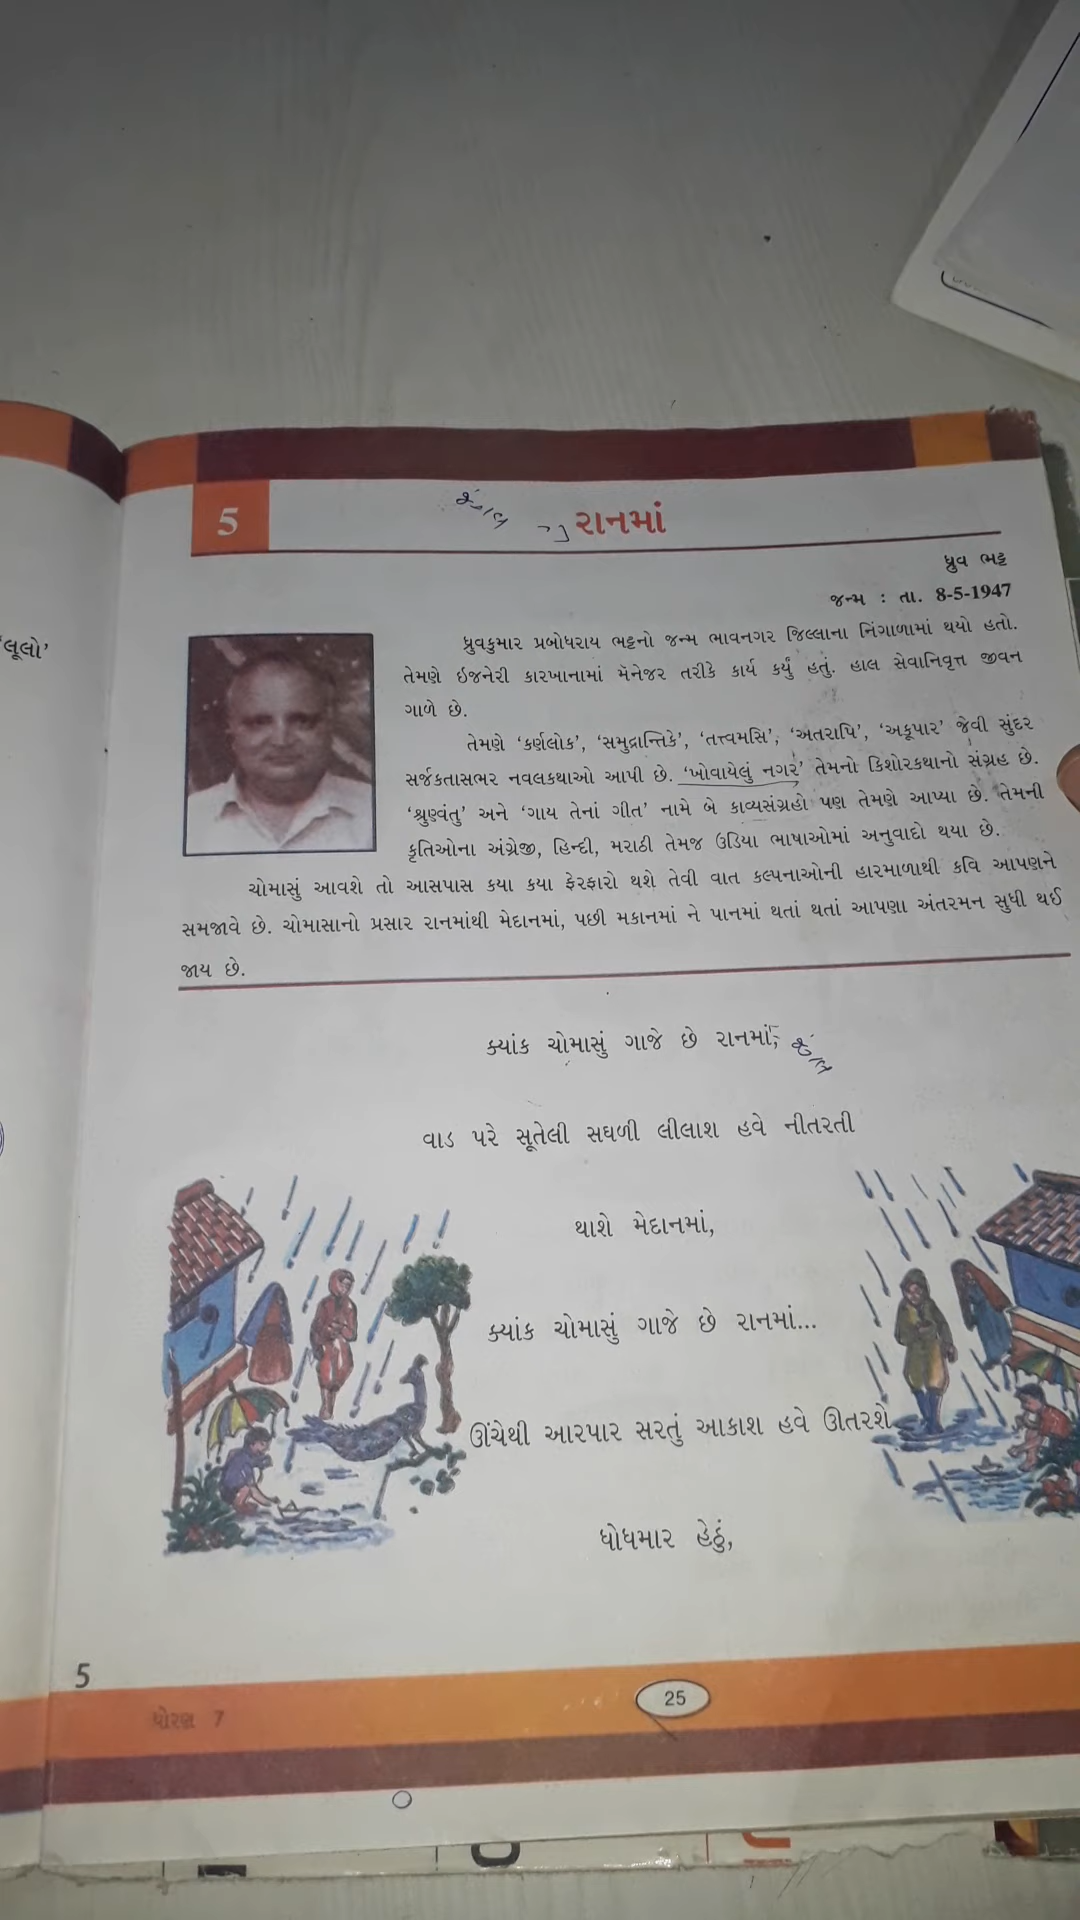 'લૂલો'
5
જંગલ
રાનમાં
ધ્રુવ ભટ્ટ
જન્મ : તા. 8-5-1947
ધ્રુવકુમાર પ્રબોધરાય ભટ્ટનો જન્મ ભાવનગર જિલ્લાના નિંગાળામાં થયો હતો.
તેમણે ઇજનેરી કારખાનામાં મૅનેજર તરીકે કાર્ય કર્યું હતું. હાલ સેવાનિવૃત્ત જીવન
ગાળે છે.
તેમણે 'કર્ણલોક', 'સમુદ્રાન્તિકે', 'તત્ત્વમસિ', 'અતરાપિ', 'અકૂપાર' જેવી સુંદર
સર્જકતાસભર નવલકથાઓ આપી છે. 'ખોવાયેલું નગર' તેમનો કિશોરકથાનો સંગ્રહ છે.
'શ્રુણ્વંતુ' અને 'ગાય તેનાં ગીત' નામે બે કાવ્યસંગ્રહો પણ તેમણે આપ્યા છે. તેમની
કૃતિઓના અંગ્રેજી, હિન્દી, મરાઠી તેમજ ઉડિયા ભાષાઓમાં અનુવાદો થયા છે.
ચોમાસું આવશે તો આસપાસ કયા કયા ફેરફારો થશે તેવી વાત કલ્પનાઓની હારમાળાથી કવિ આપણને
સમજાવે છે. ચોમાસાનો પ્રસાર રાનમાંથી મેદાનમાં, પછી મકાનમાં ને પાનમાં થતાં થતાં આપણા અંતરમન સુધી થઈ
જાય છે.
ક્યાંક ચોમાસું ગાજે છે રાનમાં; જંગલ
વાડ પરે સૂતેલી સઘળી લીલાશ હવે નીતરતી
થાશે મેદાનમાં,
ક્યાંક ચોમાસું ગાજે છે રાનમાં...
ઊંચેથી આરપાર સરતું આકાશ હવે ઊતરશે
ધોધમાર હેઠું,
5
ધોરણ 7
25